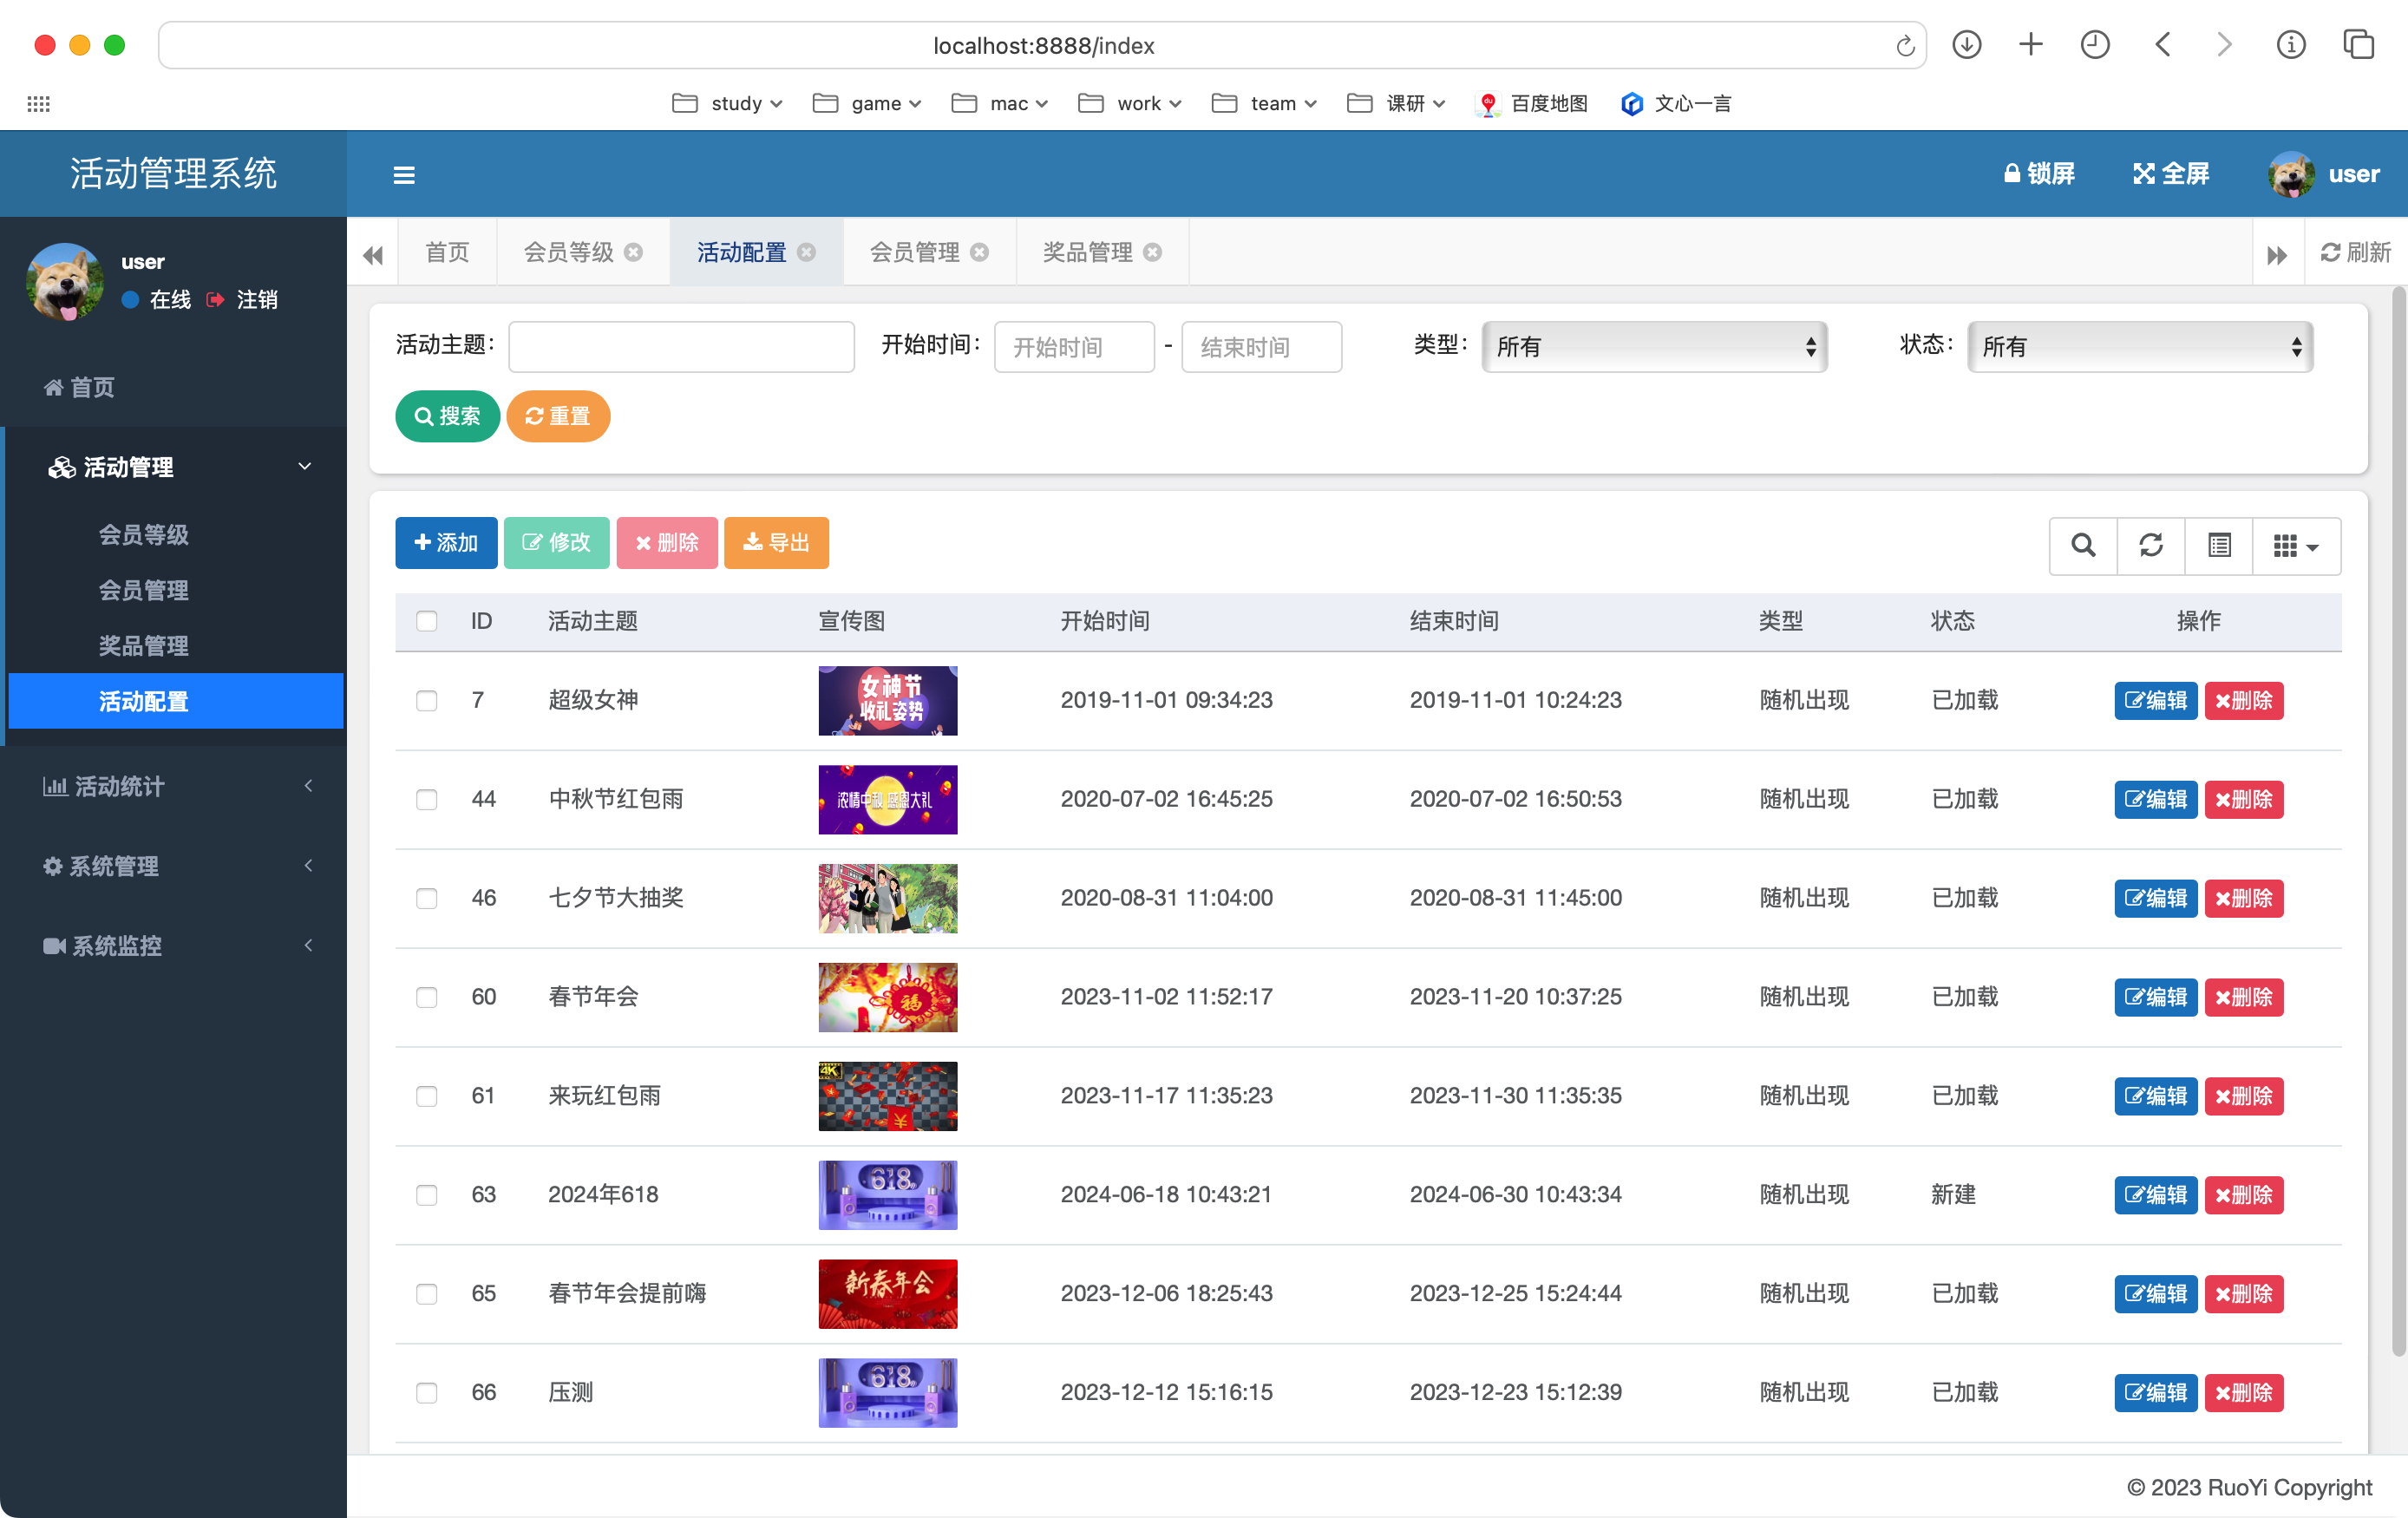 localhost:8888/index
study game mac work team 课研 百度地图 文心一言
活动管理系统
锁屏 全屏 user
user
在线 注销
首页 会员等级 活动配置 会员管理 奖品管理 刷新
首页
活动管理
会员等级
会员管理
奖品管理
活动配置
活动统计
系统管理
系统监控
活动主题： 开始时间： 开始时间 - 结束时间 类型： 所有 状态： 所有
搜索 重置
添加 修改 删除 导出
ID 活动主题 宣传图 开始时间 结束时间 类型 状态 操作
7 超级女神 女神节 收礼姿势 2019-11-01 09:34:23 2019-11-01 10:24:23 随机出现 已加载 编辑 删除
44 中秋节红包雨 浓情中秋 感恩大礼 2020-07-02 16:45:25 2020-07-02 16:50:53 随机出现 已加载 编辑 删除
46 七夕节大抽奖 2020-08-31 11:04:00 2020-08-31 11:45:00 随机出现 已加载 编辑 删除
60 春节年会 福 2023-11-02 11:52:17 2023-11-20 10:37:25 随机出现 已加载 编辑 删除
61 来玩红包雨 4K ¥ 2023-11-17 11:35:23 2023-11-30 11:35:35 随机出现 已加载 编辑 删除
63 2024年618 618 2024-06-18 10:43:21 2024-06-30 10:43:34 随机出现 新建 编辑 删除
65 春节年会提前嗨 新春年会 2023-12-06 18:25:43 2023-12-25 15:24:44 随机出现 已加载 编辑 删除
66 压测 618 2023-12-12 15:16:15 2023-12-23 15:12:39 随机出现 已加载 编辑 删除
© 2023 RuoYi Copyright